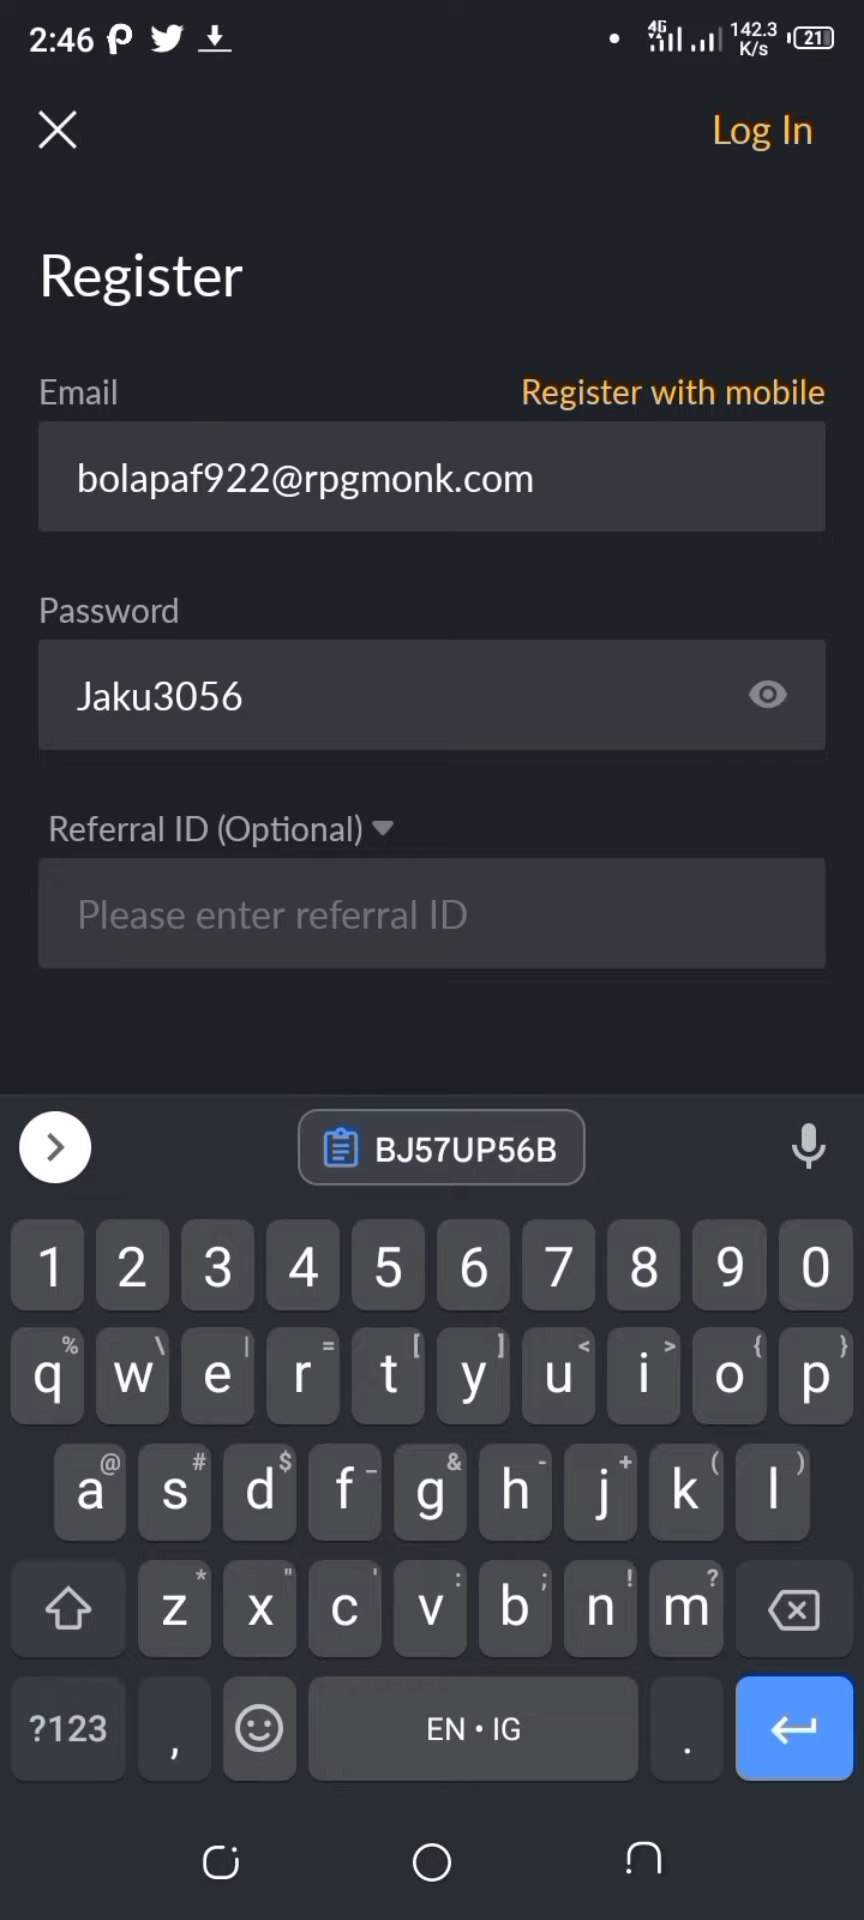 2:46 4G 142.3 K/s 21
Log In
Register
Email Register with mobile
bolapaf922@rpgmonk.com
Password
Jaku3056
Referral ID (Optional)
Please enter referral ID
BJ57UP56B
1 2 3 4 5 6 7 8 9 0
% \ | = [ ] < > { }
q w e r t y u i o p
@ # $ _ & - + ( )
a s d f g h j k l
* " ' : ; ! ?
z x c v b n m
?123 , EN • IG .